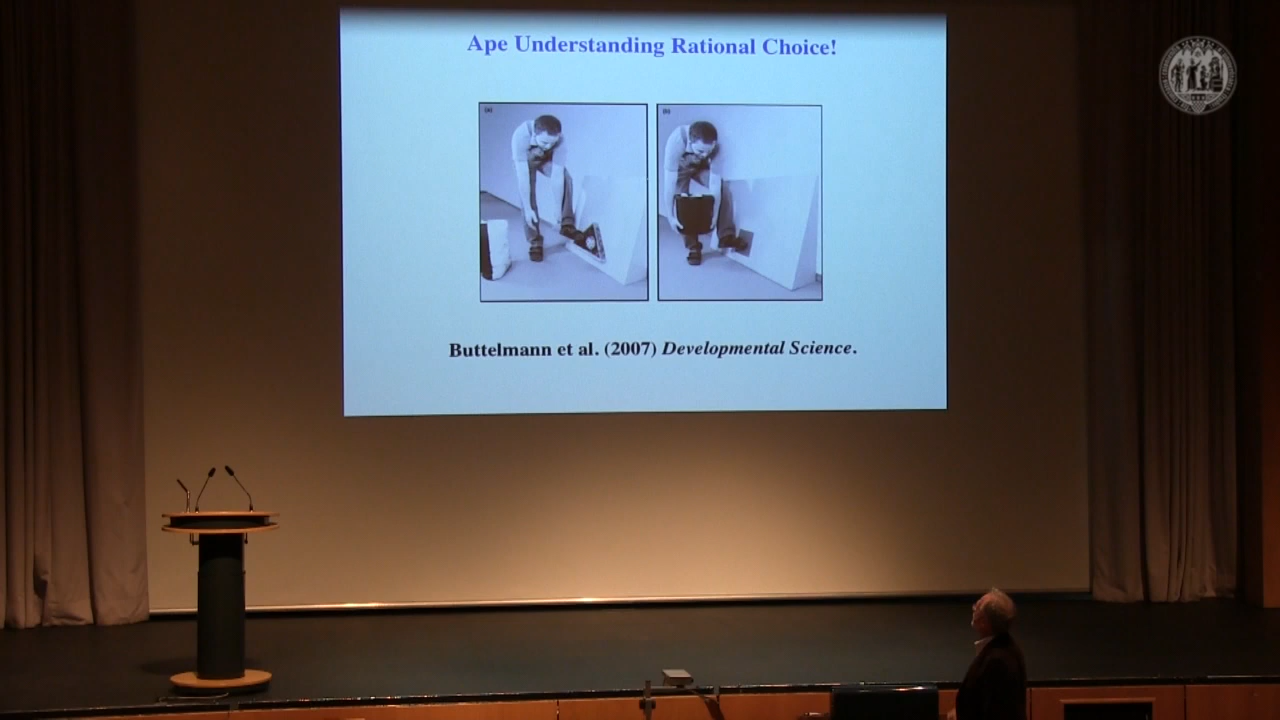 Ape Understanding Rational Choice!
(a)
(b)
Buttelmann et al. (2007) Developmental Science.